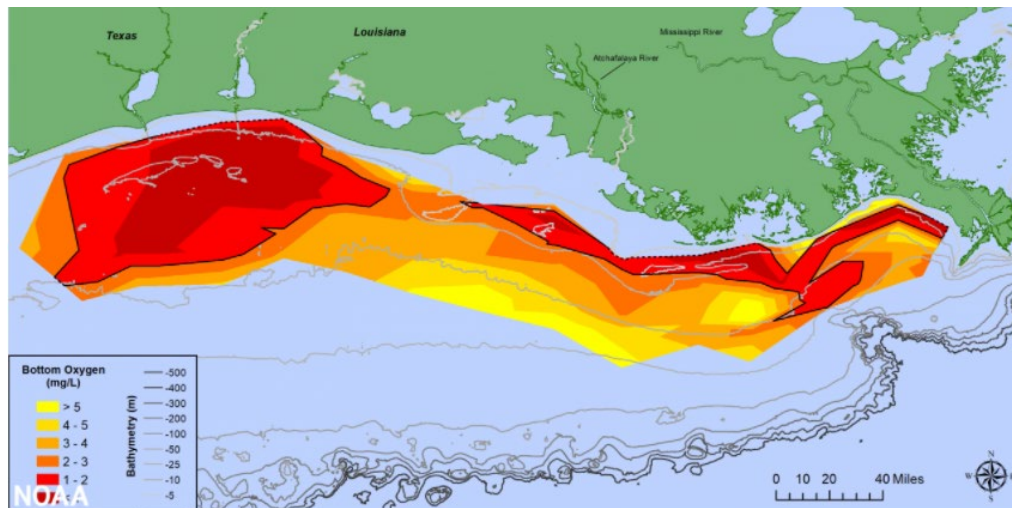 Texas
Louisiana
Mississippi River
Atchafalaya River
Bottom Oxygen
(mg/L)
> 5
4 - 5
3 - 4
2 - 3
1 - 2
Bathymetry (m)
-500
-400
-300
-200
-100
-50
-25
-10
-5
NOAA
N
W
E
S
0 10 20 40 Miles